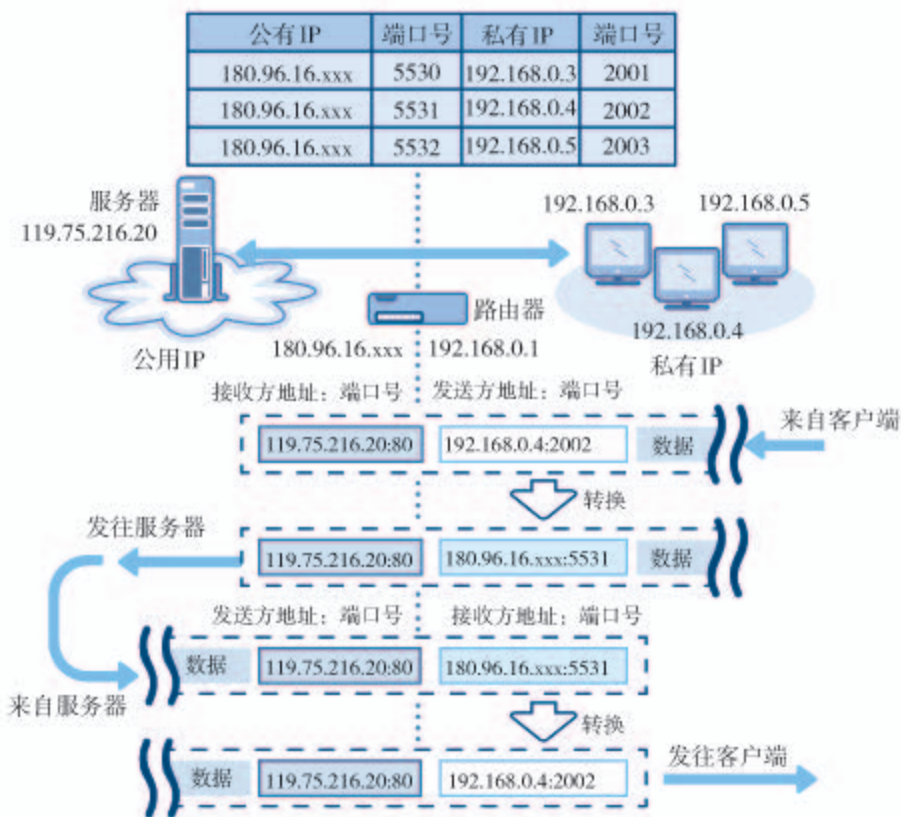 公有IP 端口号 私有IP 端口号
180.96.16.xxx 5530 192.168.0.3 2001
180.96.16.xxx 5531 192.168.0.4 2002
180.96.16.xxx 5532 192.168.0.5 2003
服务器
119.75.216.20
192.168.0.3 192.168.0.5
192.168.0.4
路由器
180.96.16.xxx 192.168.0.1
公用IP
私有IP
接收方地址：端口号 发送方地址：端口号
来自客户端
119.75.216.20:80 192.168.0.4:2002 数据
转换
发往服务器
119.75.216.20:80 180.96.16.xxx:5531 数据
发送方地址：端口号 接收方地址：端口号
数据 119.75.216.20:80 180.96.16.xxx:5531
来自服务器
转换
发往客户端
数据 119.75.216.20:80 192.168.0.4:2002